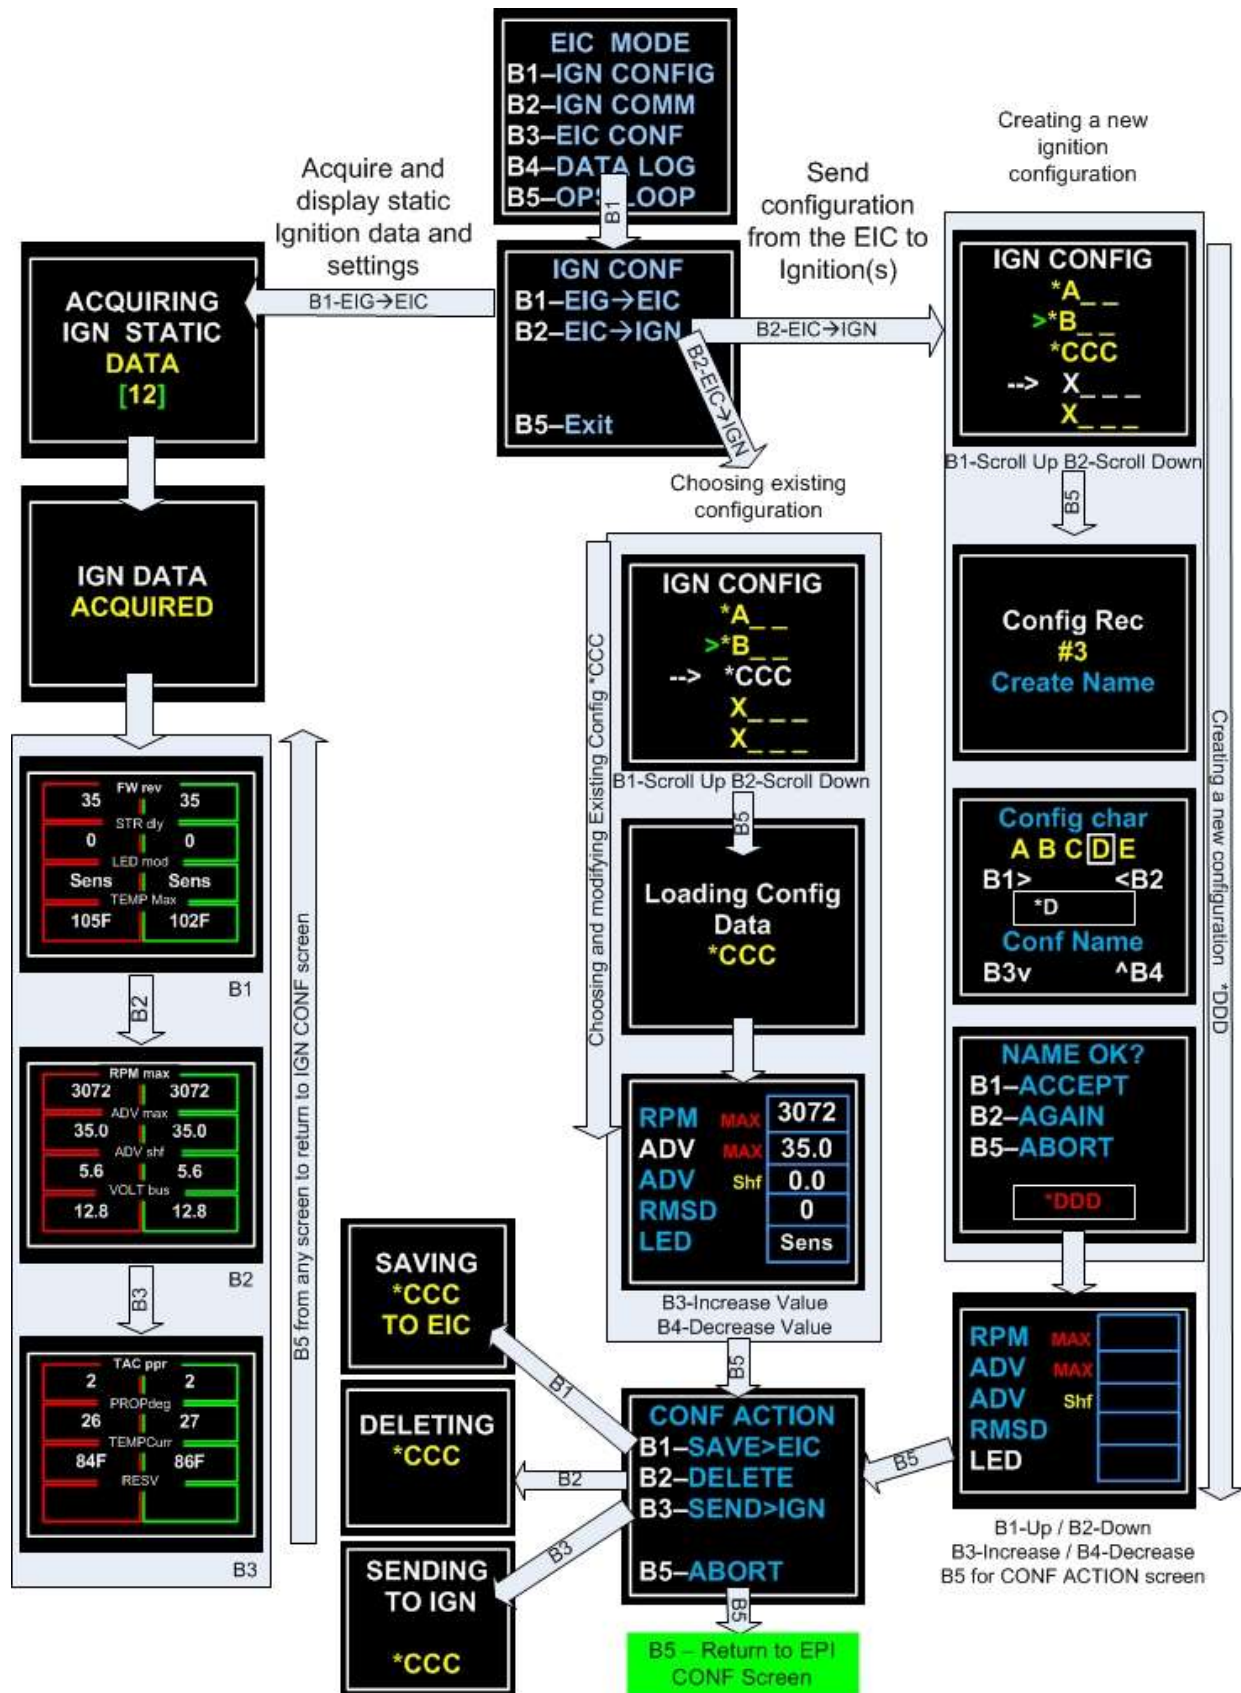 EIC MODE
B1–IGN CONFIG
B2–IGN COMM
B3–EIC CONF
B4–DATA LOG
B5–OPS LOOP
B1
Acquire and
display static
Ignition data and
settings
Send
configuration
from the EIC to
Ignition(s)
Creating a new
ignition
configuration
IGN CONF
B1–EIG→EIC
B2–EIC→IGN
B5–Exit
B1-EIG→EIC
B2-EIC→IGN
B2-EIC→IGN
ACQUIRING
IGN STATIC
DATA
[12]
IGN DATA
ACQUIRED
FW rev
35 35
STR dly
0 0
LED mod
Sens Sens
TEMP Max
105F 102F
B1
B2
RPM max
3072 3072
ADV max
35.0 35.0
ADV shf
5.6 5.6
VOLT bus
12.8 12.8
B2
B3
TAC ppr
2 2
PROPdeg
26 27
TEMPCurr
84F 86F
RESV
B3
B5 from any screen to return to IGN CONF screen
Choosing existing
configuration
IGN CONFIG
*A_ _
>*B_ _
--> *CCC
X_ _ _
X_ _ _
B1-Scroll Up B2-Scroll Down
B5
Loading Config
Data
*CCC
RPM MAX 3072
ADV MAX 35.0
ADV Shf 0.0
RMSD 0
LED Sens
B3-Increase Value
B4-Decrease Value
Choosing and modifying Existing Config *CCC
B5
CONF ACTION
B1–SAVE>EIC
B2–DELETE
B3–SEND>IGN
B5–ABORT
B1
B2
B3
SAVING
*CCC
TO EIC
DELETING
*CCC
SENDING
TO IGN
*CCC
B5
B5 – Return to EPI
CONF Screen
IGN CONFIG
*A_ _
>*B_ _
*CCC
--> X_ _ _
X_ _ _
B1-Scroll Up B2-Scroll Down
B5
Config Rec
#3
Create Name
Config char
A B C D E
B1> <B2
*D
Conf Name
B3v ^B4
NAME OK?
B1–ACCEPT
B2–AGAIN
B5–ABORT
*DDD
RPM MAX
ADV MAX
ADV Shf
RMSD
LED
B5
B1-Up / B2-Down
B3-Increase / B4-Decrease
B5 for CONF ACTION screen
Creating a new configuration *DDD